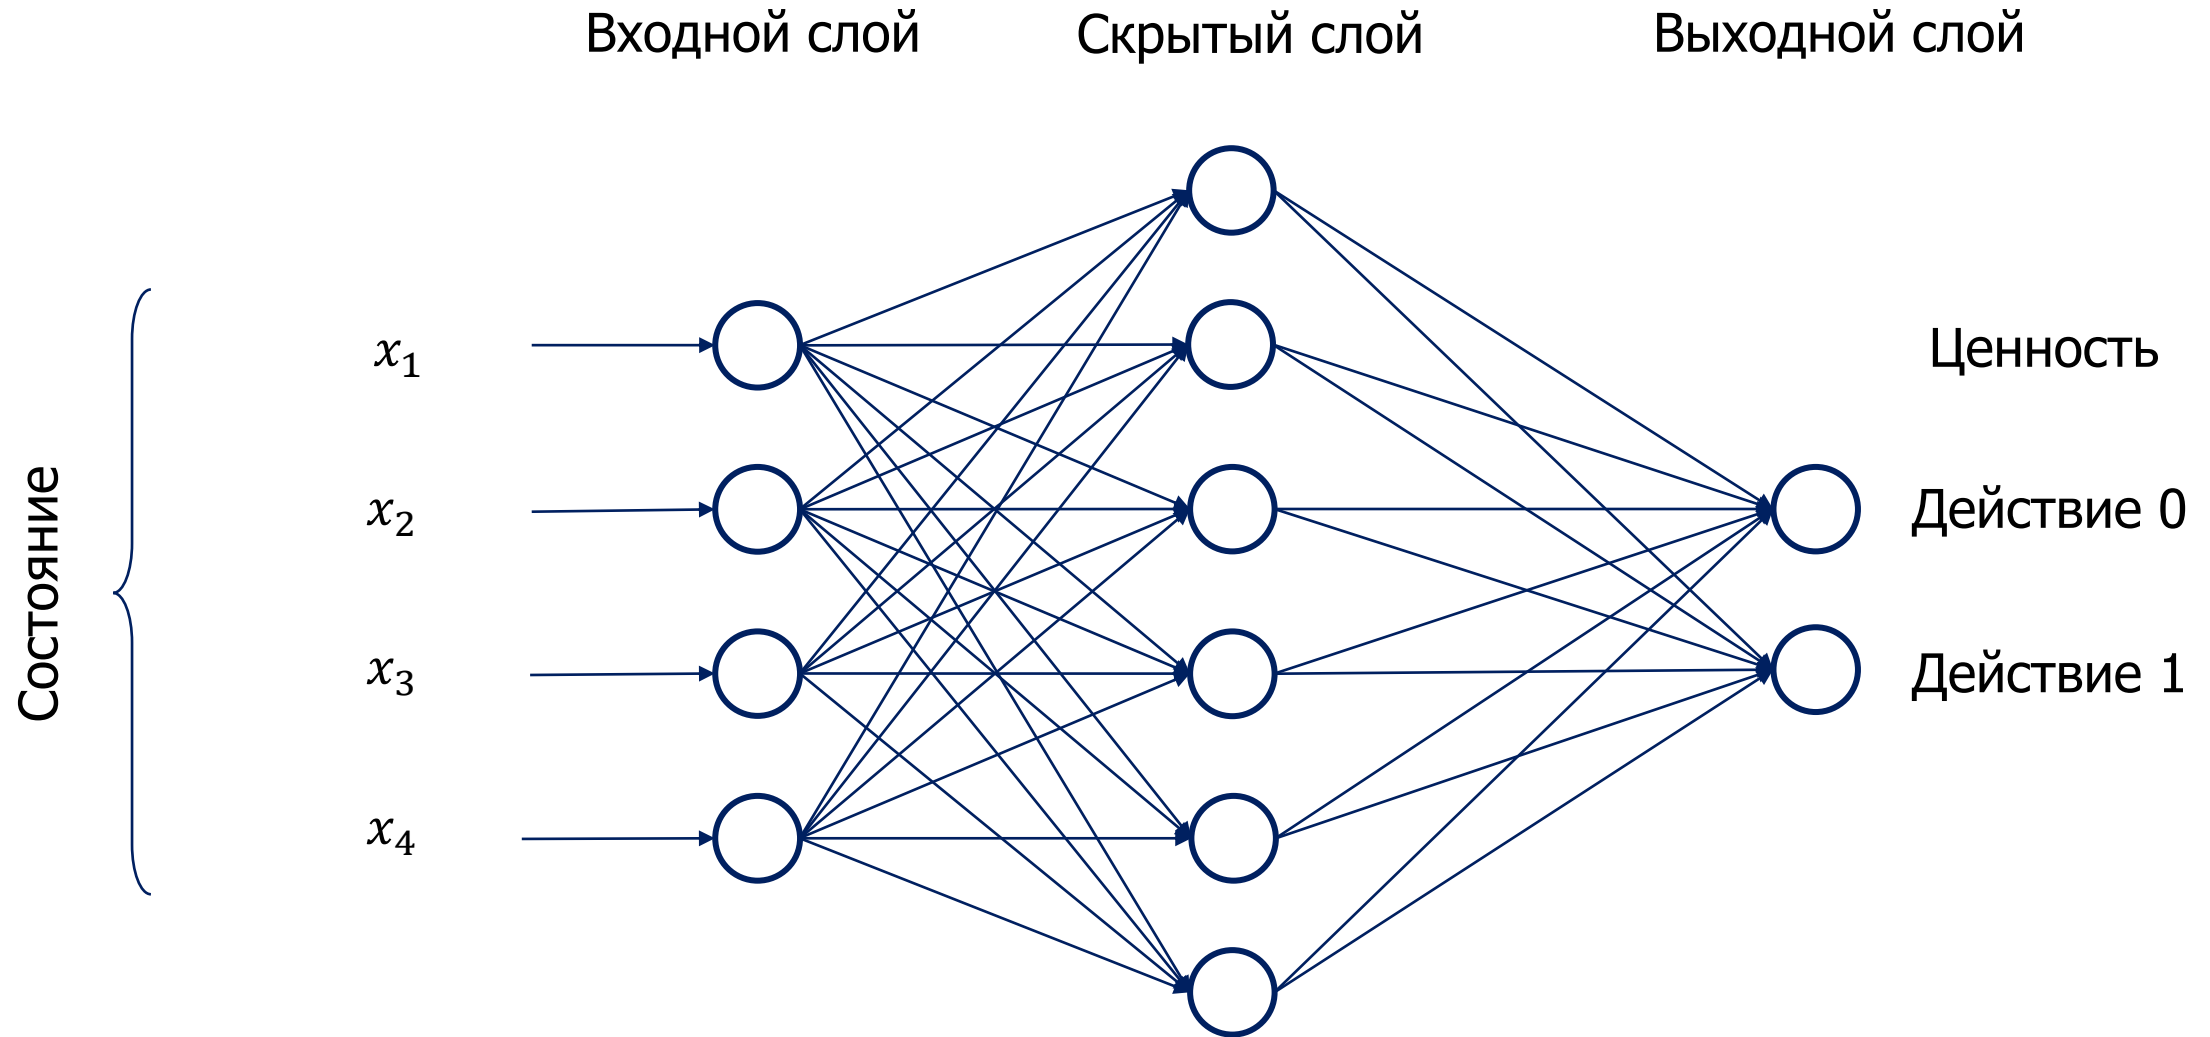 Входной слой
Скрытый слой
Выходной слой
Состояние
x₁
x₂
x₃
x₄
Ценность
Действие 0
Действие 1